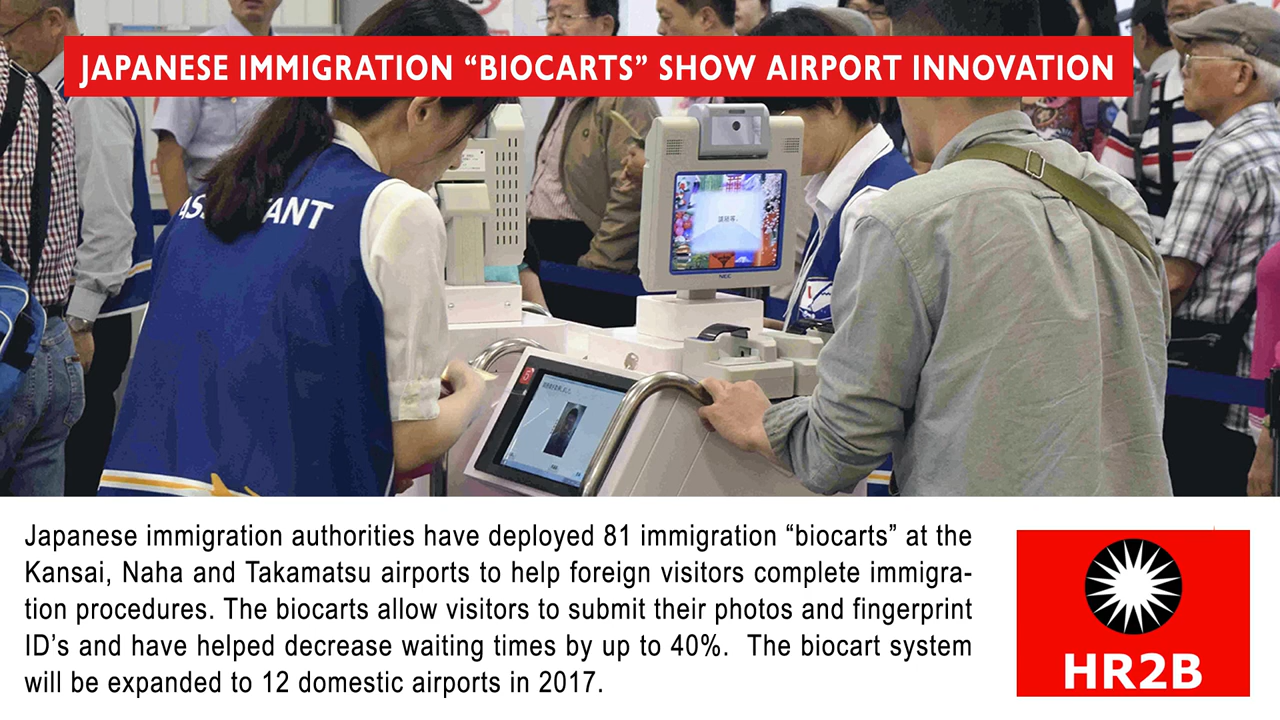 JAPANESE IMMIGRATION “BIOCARTS” SHOW AIRPORT INNOVATION
NEC
Japanese immigration authorities have deployed 81 immigration “biocarts” at the
Kansai, Naha and Takamatsu airports to help foreign visitors complete immigra-
tion procedures. The biocarts allow visitors to submit their photos and fingerprint
ID’s and have helped decrease waiting times by up to 40%.  The biocart system
will be expanded to 12 domestic airports in 2017.
HR2B